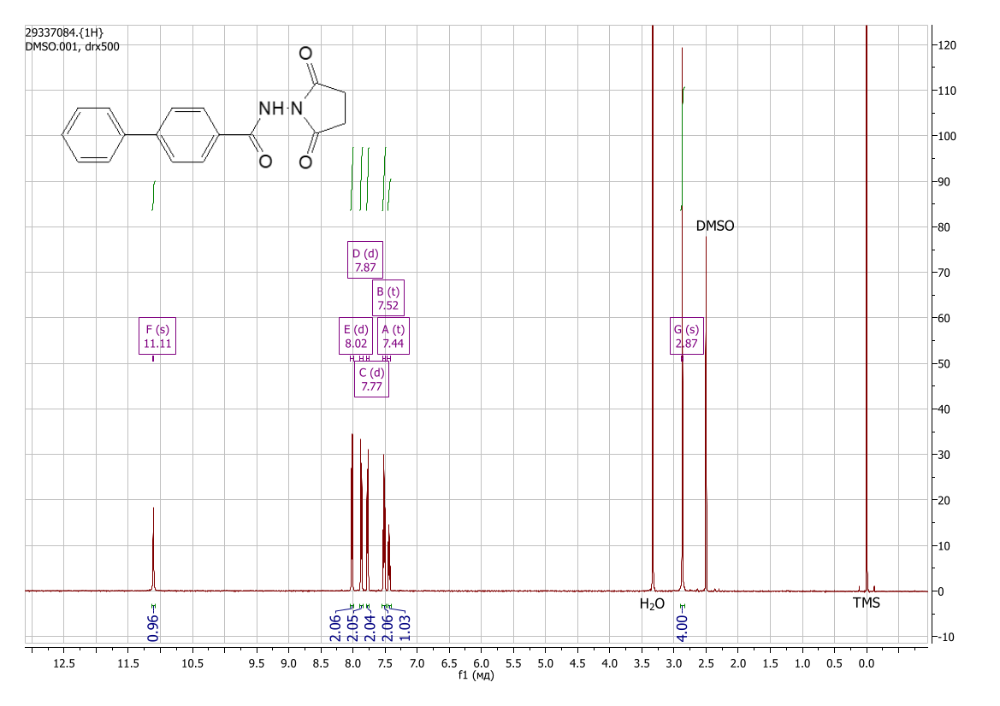 29337084.{1H}
DMSO.001, drx500
O
NH
N
O
O
D (d)
7.87
B (t)
7.52
F (s)
11.11
E (d)
8.02
A (t)
7.44
C (d)
7.77
G (s)
2.87
DMSO
H₂O
TMS
0.96
2.06
2.05
2.04
2.06
1.03
4.00
120
110
100
90
80
70
60
50
40
30
20
10
0
-10
12.5 11.5 10.5 9.5 9.0 8.5 8.0 7.5 7.0 6.5 6.0 5.5 5.0 4.5 4.0 3.5 3.0 2.5 2.0 1.5 1.0 0.5 0.0
f1 (мд)